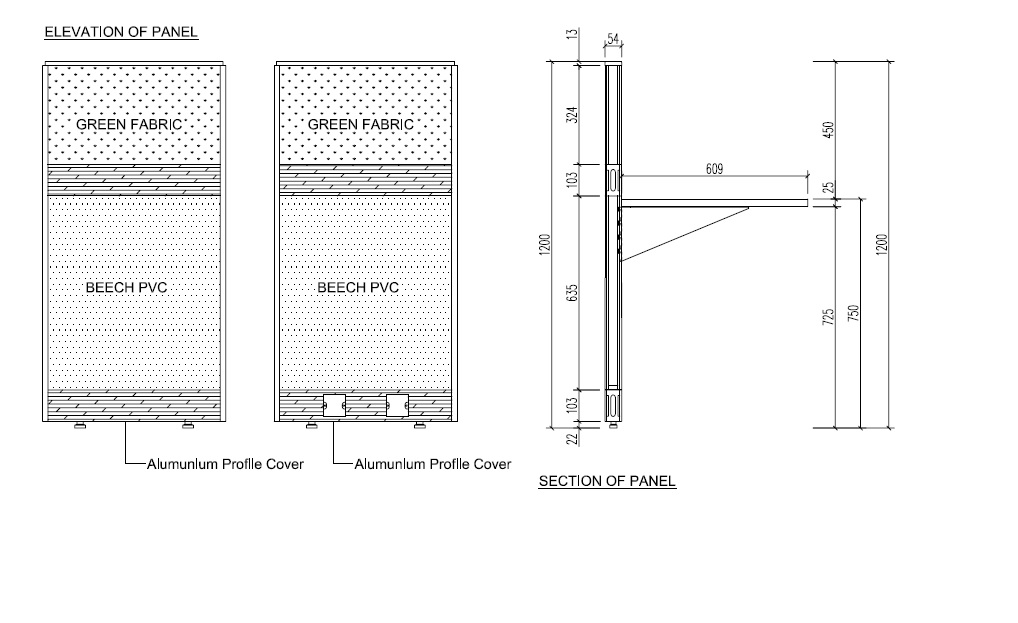 ELEVATION OF PANEL
GREEN FABRIC
BEECH PVC
Alumunlum Proflle Cover
GREEN FABRIC
BEECH PVC
Alumunlum Proflle Cover
13
54
324
103
609
450
25
1200
635
725
750
1200
103
22
SECTION OF PANEL